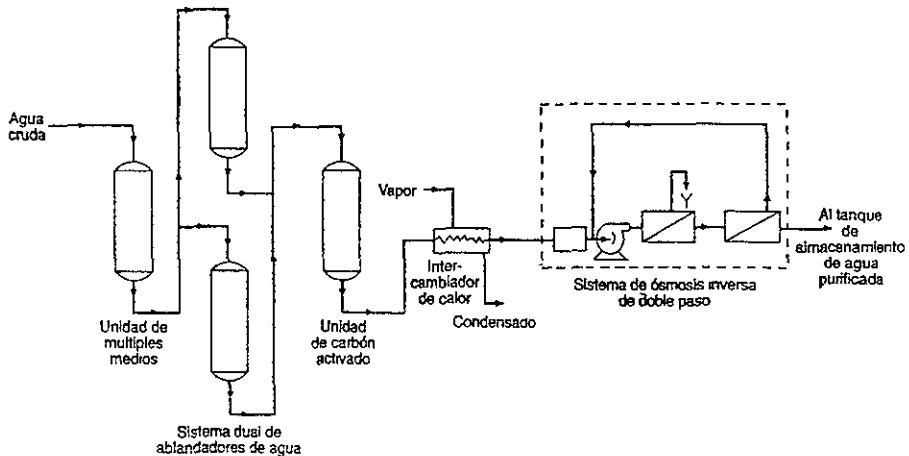 Agua
cruda
Unidad de
multiples
medios
Sistema dual de
ablandadores de agua
Unidad
de carbón
activado
Vapor
Inter-
cambiador
de calor
Condensado
Sistema de ósmosis inversa
de doble paso
Al tanque
de
almacenamiento
de agua
purificada